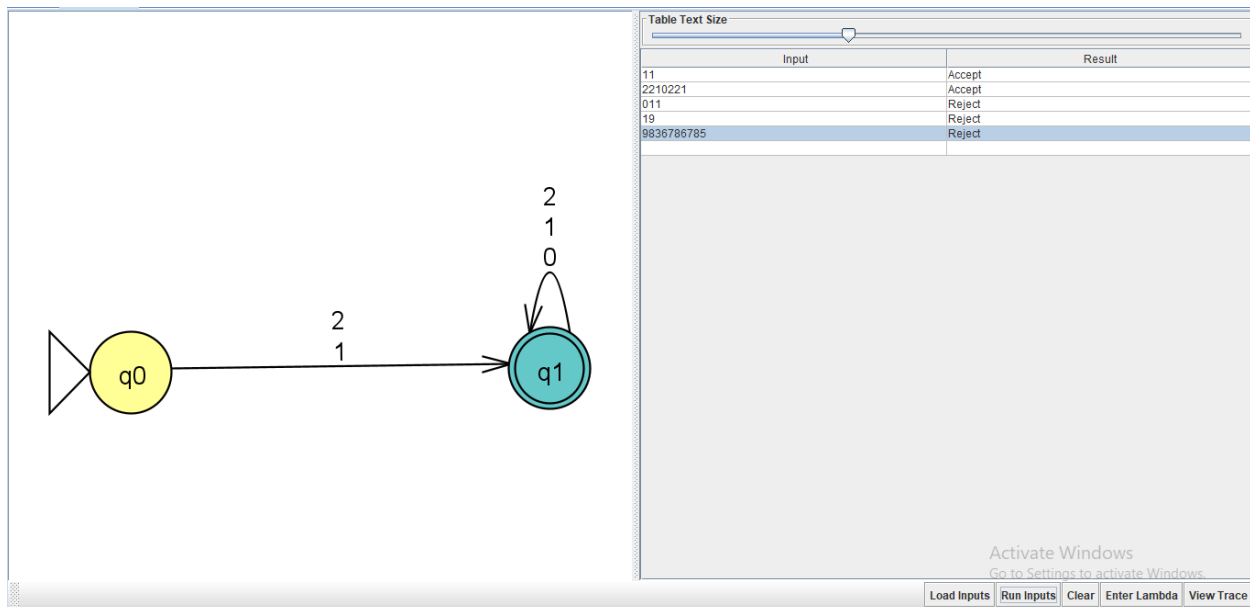 Table Text Size
Input Result
11 Accept
2210221 Accept
011 Reject
19 Reject
9836786785 Reject
2
1
0
2
1
q0
q1
Activate Windows
Go to Settings to activate Windows.
Load Inputs Run Inputs Clear Enter Lambda View Trace